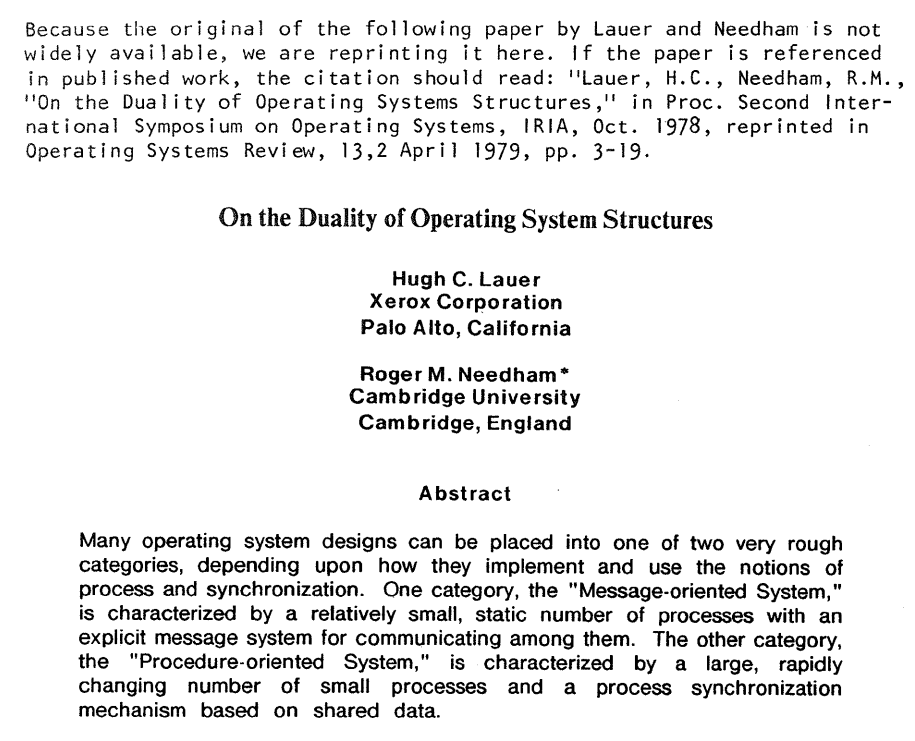 Because the original of the following paper by Lauer and Needham is not
widely available, we are reprinting it here. If the paper is referenced
in published work, the citation should read: "Lauer, H.C., Needham, R.M.,
"On the Duality of Operating Systems Structures," in Proc. Second Inter-
national Symposium on Operating Systems, IRIA, Oct. 1978, reprinted in
Operating Systems Review, 13,2 April 1979, pp. 3-19.
On the Duality of Operating System Structures
Hugh C. Lauer
Xerox Corporation
Palo Alto, California
Roger M. Needham*
Cambridge University
Cambridge, England
Abstract
Many operating system designs can be placed into one of two very rough
categories, depending upon how they implement and use the notions of
process and synchronization. One category, the "Message-oriented System,"
is characterized by a relatively small, static number of processes with an
explicit message system for communicating among them. The other category,
the "Procedure-oriented System," is characterized by a large, rapidly
changing number of small processes and a process synchronization
mechanism based on shared data.